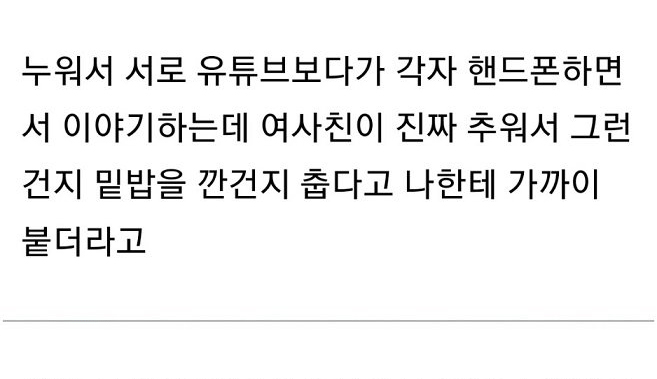 누워서 서로 유튜브보다가 각자 핸드폰하면
서 이야기하는데 여사친이 진짜 추워서 그런
건지 밑밥을 깐건지 춥다고 나한테 가까이
붙더라고